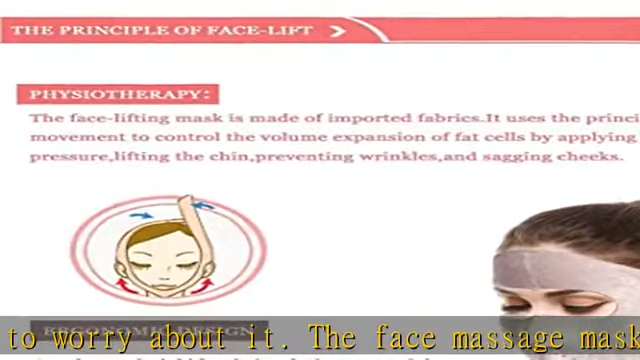 THE PRINCIPLE OF FACE-LIFT
PHYSIOTHERAPY:
The face-lifting mask is made of imported fabrics.It uses the
movement to control the volume expansion of fat cells by applying
pressure,lifting the chin,preventing wrinkles,and sagging cheeks.
ERGONOMIC DESIGN
to worry about it. The face massage mask